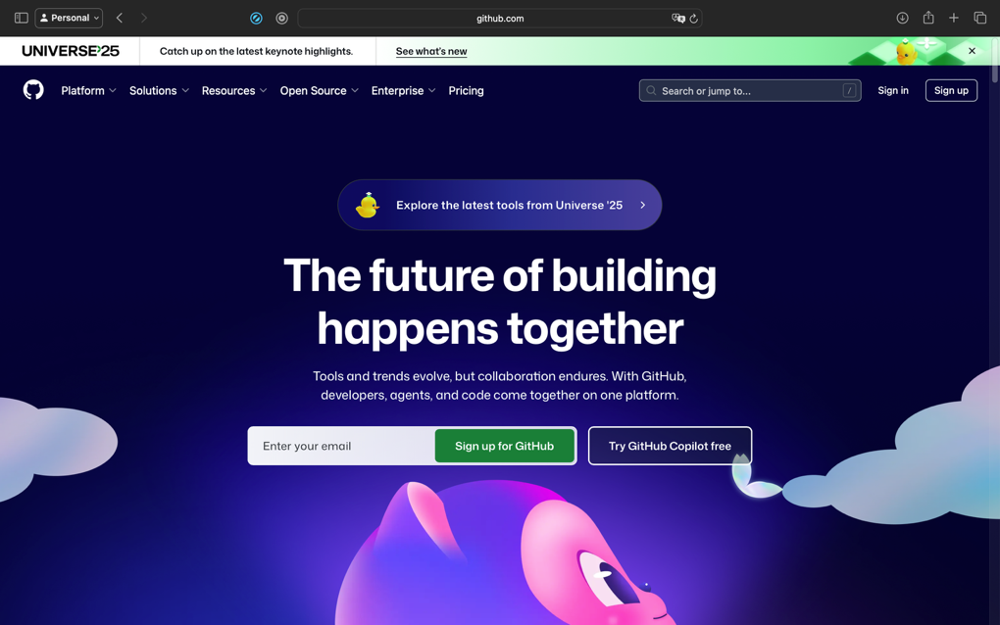 Personal
github.com
UNIVERSE'25
Catch up on the latest keynote highlights.
See what's new
Platform
Solutions
Resources
Open Source
Enterprise
Pricing
Search or jump to...
/
Sign in
Sign up
Explore the latest tools from Universe '25
The future of building
happens together
Tools and trends evolve, but collaboration endures. With GitHub,
developers, agents, and code come together on one platform.
Enter your email
Sign up for GitHub
Try GitHub Copilot free